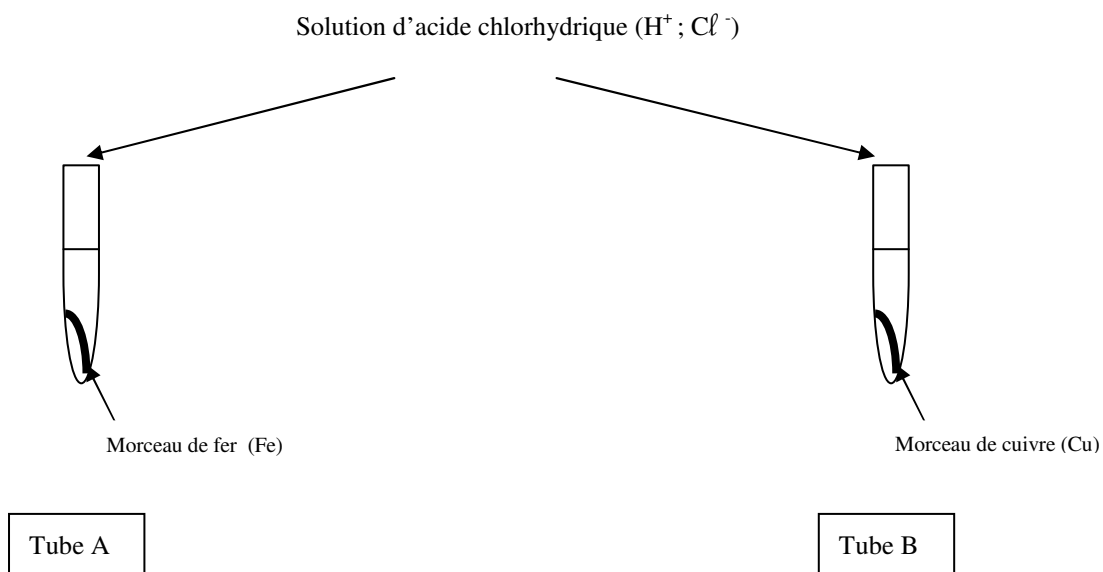 Solution d'acide chlorhydrique (H⁺ ; Cℓ ⁻)
Morceau de fer (Fe)
Morceau de cuivre (Cu)
Tube A
Tube B